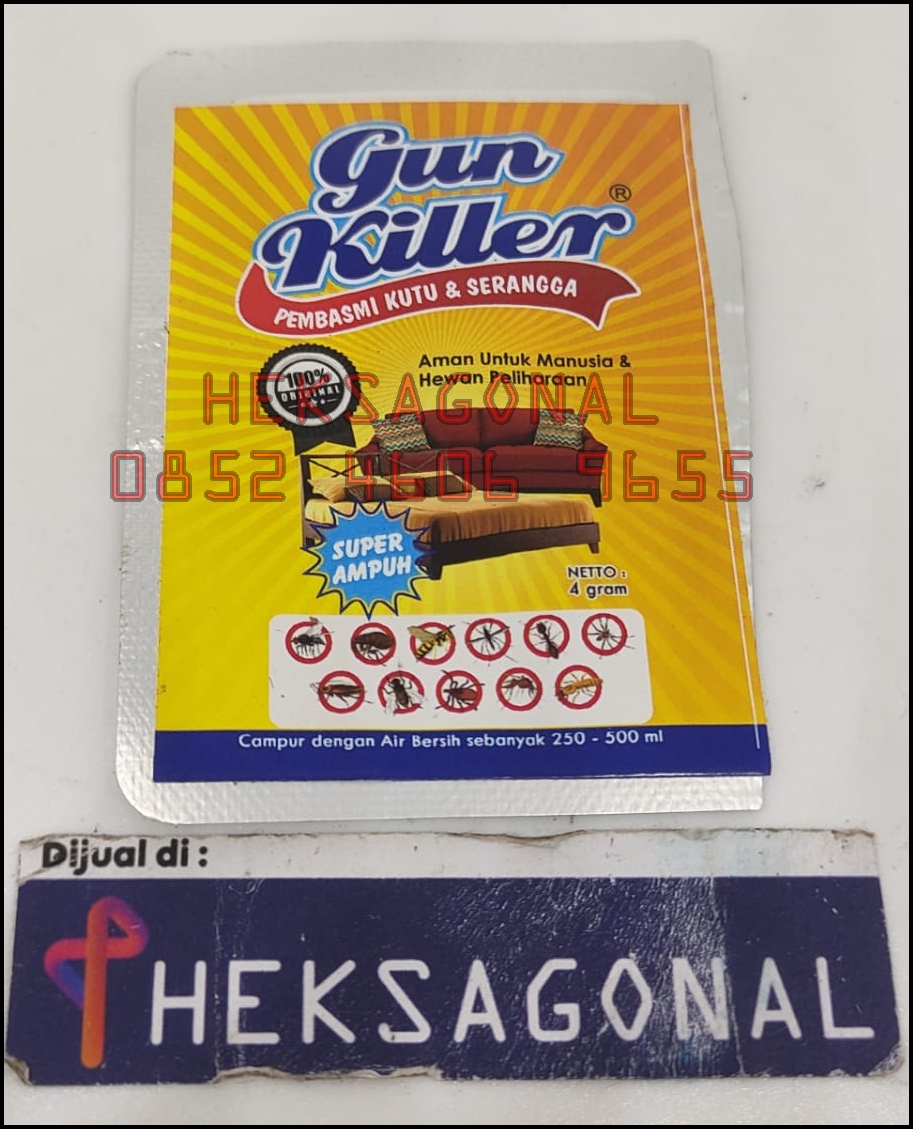 Gun
Killer®
PEMBASMI KUTU & SERANGGA
100%
ORIGINAL
Aman Untuk Manusia &
Hewan Peliharaan
HEKSAGONAL
0852 4606 9655
SUPER
AMPUH
NETTO :
4 gram
Campur dengan Air Bersih sebanyak 250 - 500 ml
Dijual di :
HEKSAGONAL